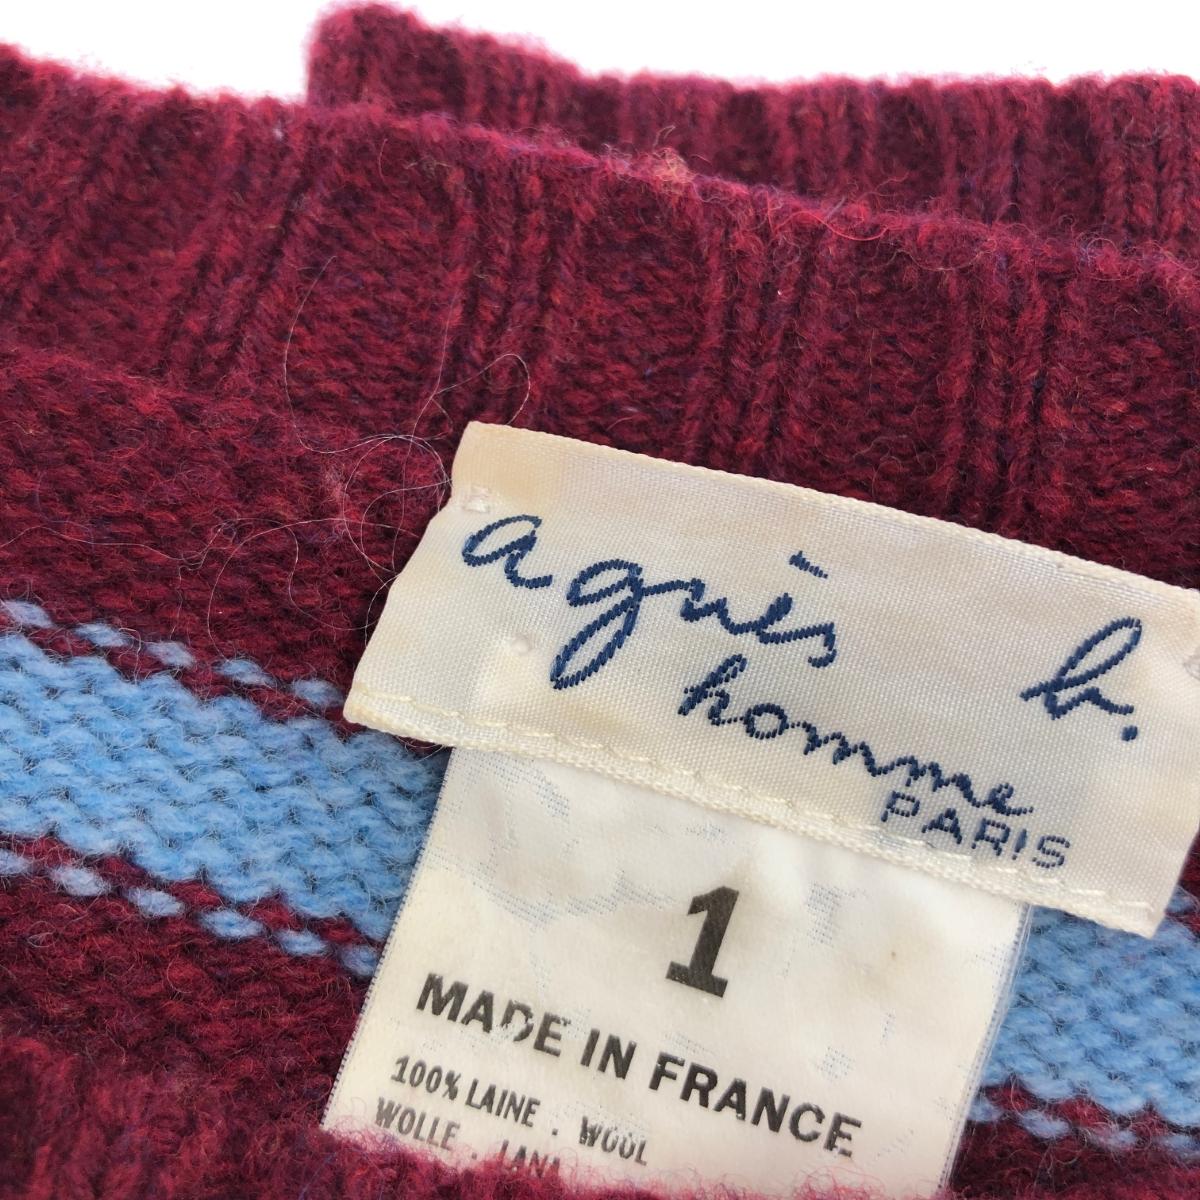 agnès b.
homme
PARIS
1
MADE IN FRANCE
100% LAINE . WOOL
WOLLE . LANA